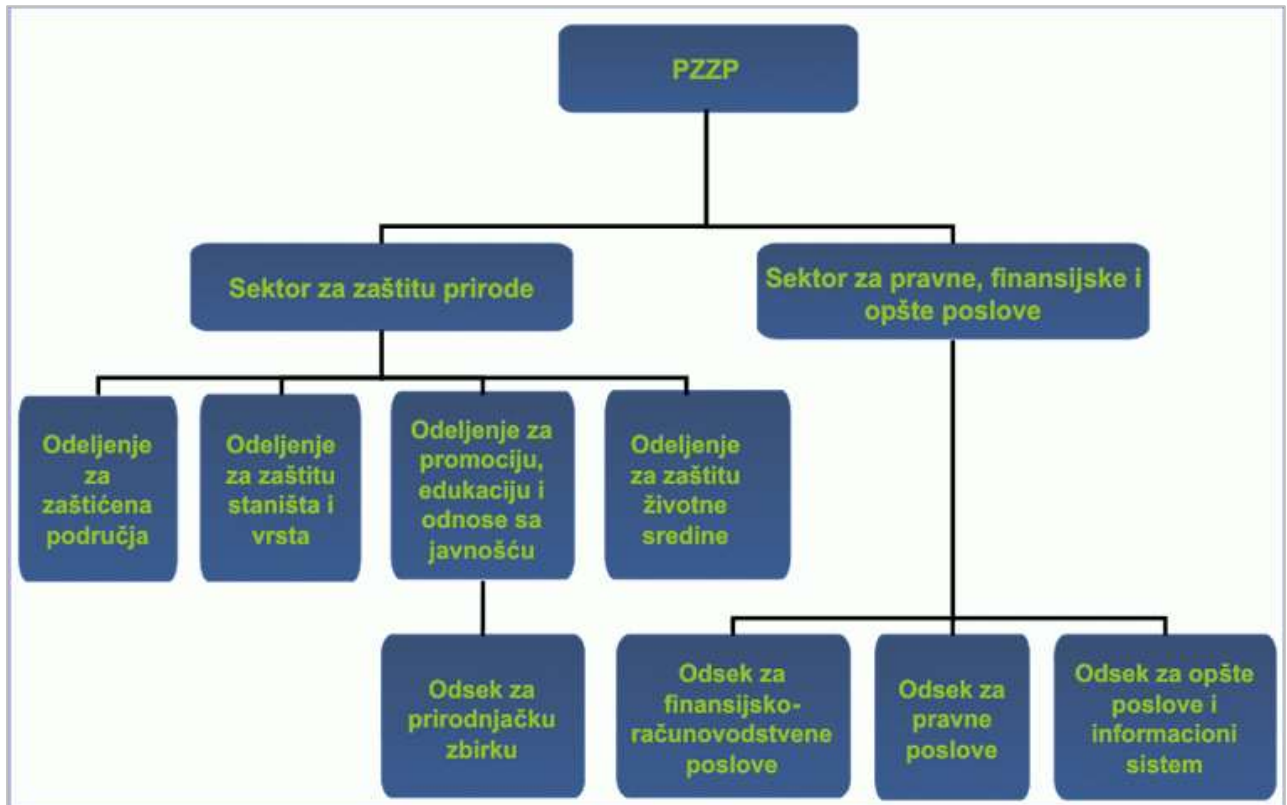 PZZP
Sektor za zaštitu prirode
Sektor za pravne, finansijske i
opšte poslove
Odeljenje
za
zaštićena
područja
Odeljenje
za zaštitu
staništa i
vrsta
Odeljenje za
promociju,
edukaciju i
odnose sa
javnošću
Odeljenje
za zaštitu
životne
sredine
Odsek za
prirodnjačku
zbirku
Odsek za
finansijsko-
računovodstvene
poslove
Odsek za
pravne
poslove
Odsek za opšte
poslove i
informacioni
sistem